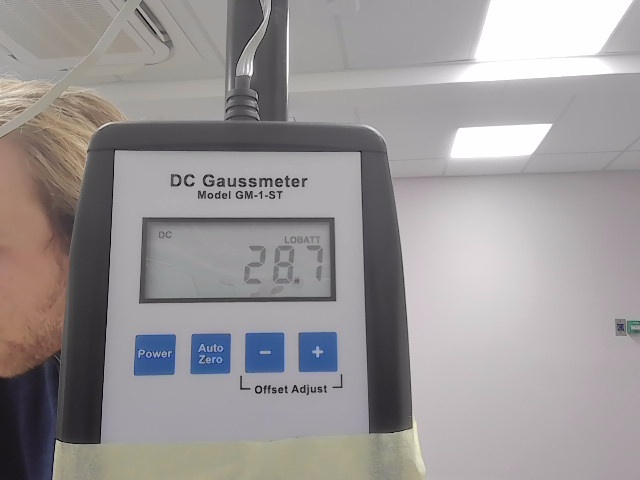 DC Gaussmeter
Model GM-1-ST
DC
LOBATT
28.7
Power
Auto
Zero
−
+
Offset Adjust